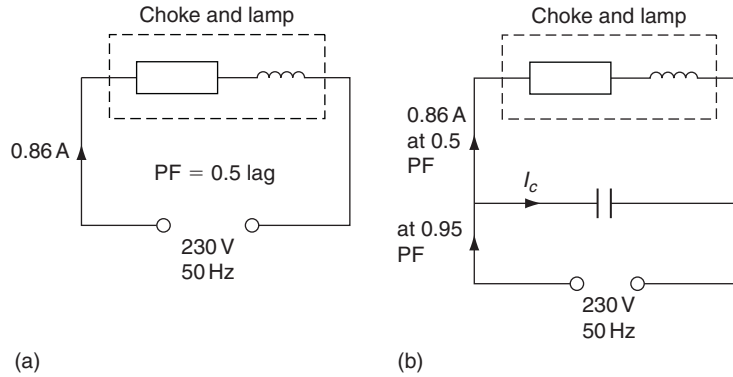 Choke and lamp
0.86 A
PF = 0.5 lag
230 V
50 Hz
(a)
Choke and lamp
0.86 A
at 0.5
PF
Ic
at 0.95
PF
230 V
50 Hz
(b)